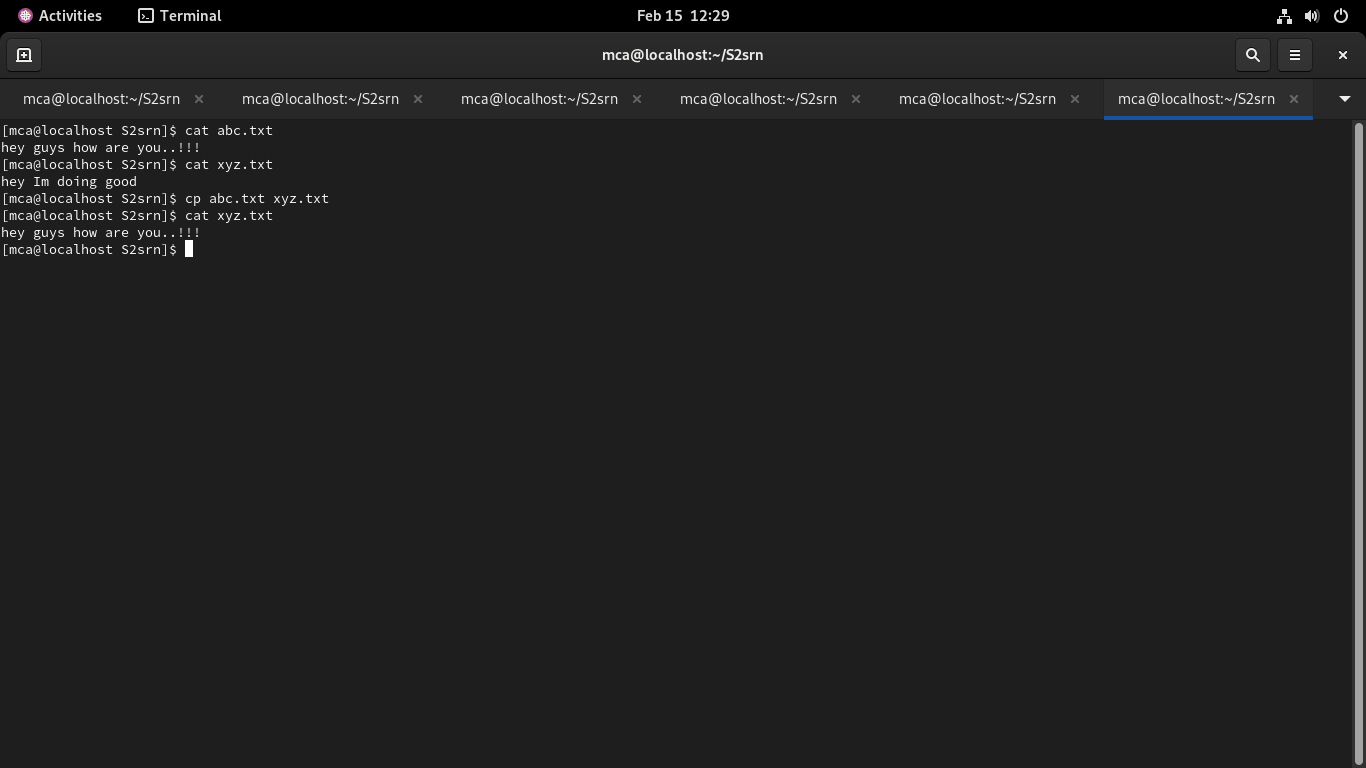 Activities Terminal Feb 15 12:29
mca@localhost:~/S2srn
mca@localhost:~/S2srn mca@localhost:~/S2srn mca@localhost:~/S2srn mca@localhost:~/S2srn mca@localhost:~/S2srn mca@localhost:~/S2srn
[mca@localhost S2srn]$ cat abc.txt
hey guys how are you..!!!
[mca@localhost S2srn]$ cat xyz.txt
hey Im doing good
[mca@localhost S2srn]$ cp abc.txt xyz.txt
[mca@localhost S2srn]$ cat xyz.txt
hey guys how are you..!!!
[mca@localhost S2srn]$